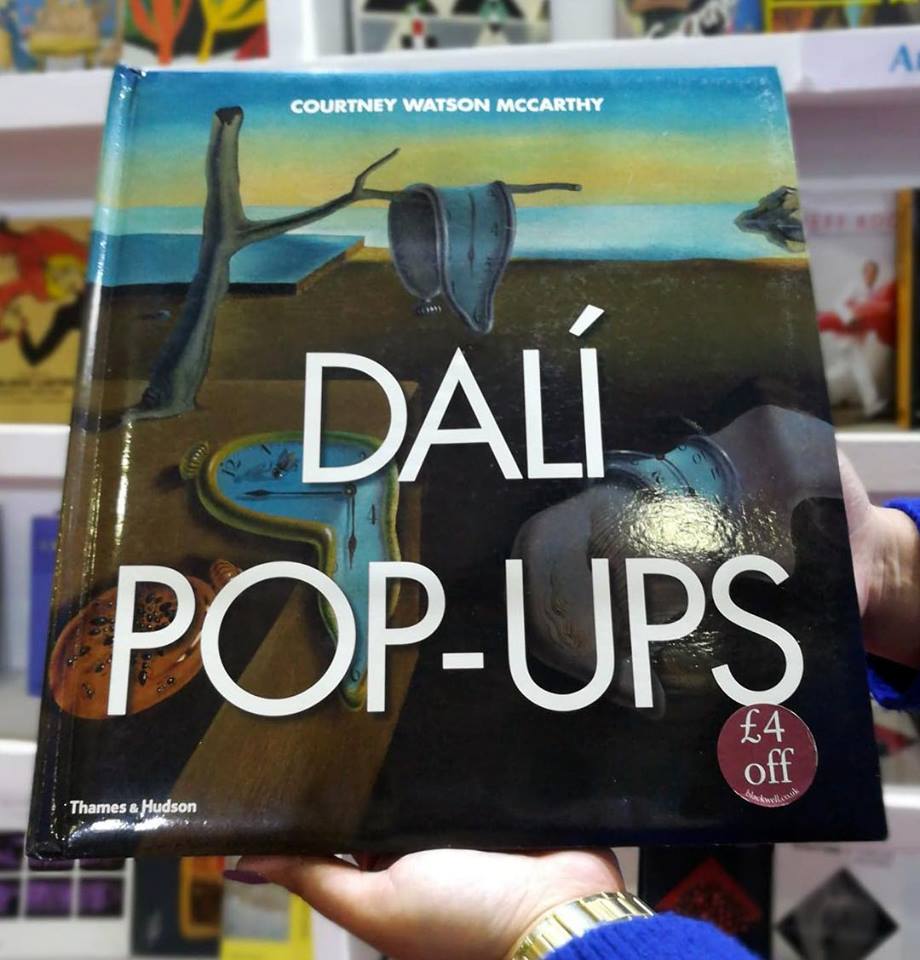 COURTNEY WATSON MCCARTHY
DALÍ
POP-UPS
£4
off
blackwell.co.uk
Thames & Hudson